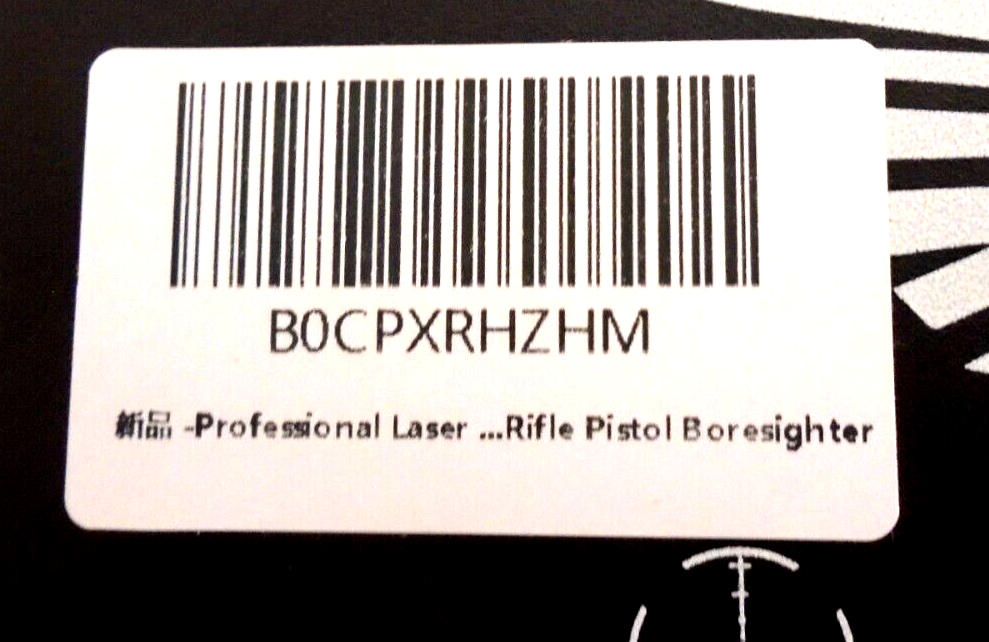 B0CPXRHZHM
新品 -Professional Laser ...Rifle Pistol Boresighter